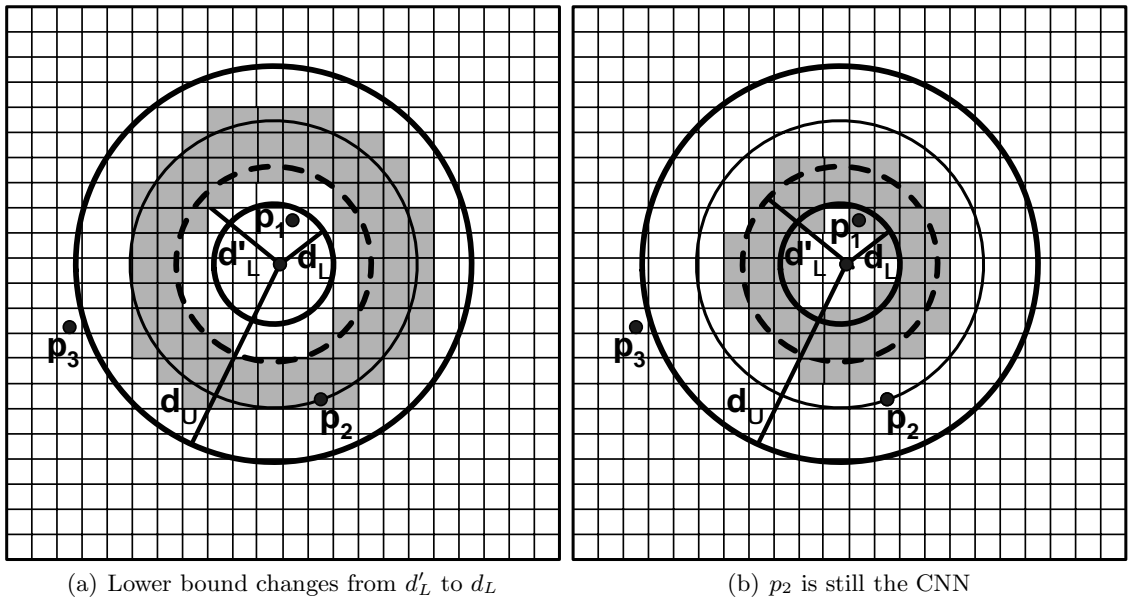 p1
d'L
dL
p3
dU
p2
p1
d'L
dL
p3
dU
p2
(a) Lower bound changes from d′L to dL
(b) p2 is still the CNN